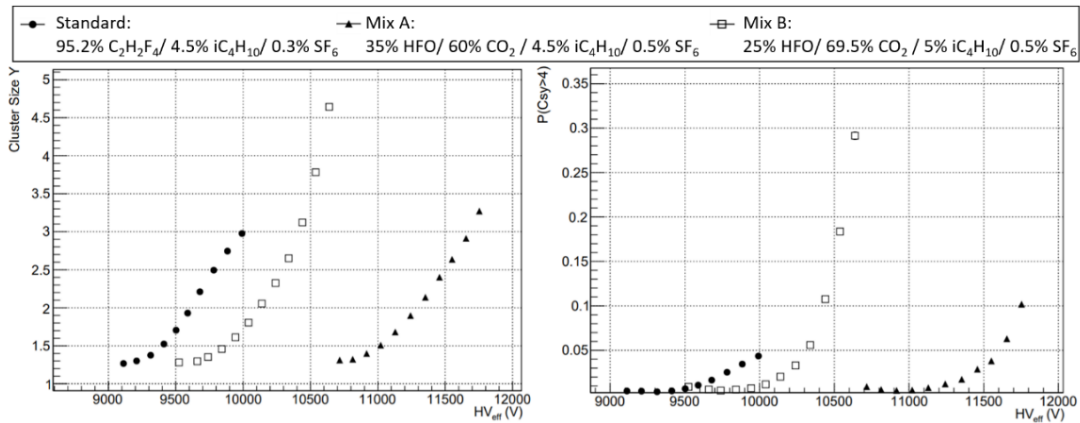 Standard:
95.2% C₂H₂F₄/ 4.5% iC₄H₁₀/ 0.3% SF₆
Mix A:
35% HFO/ 60% CO₂ / 4.5% iC₄H₁₀/ 0.5% SF₆
Mix B:
25% HFO/ 69.5% CO₂ / 5% iC₄H₁₀/ 0.5% SF₆
Cluster Size Y
5
4.5
4
3.5
3
2.5
2
1.5
1
9000 9500 10000 10500 11000 11500 12000
HVeff (V)
P(Csy>4)
0.35
0.3
0.25
0.2
0.15
0.1
0.05
9000 9500 10000 10500 11000 11500 12000
HVeff (V)